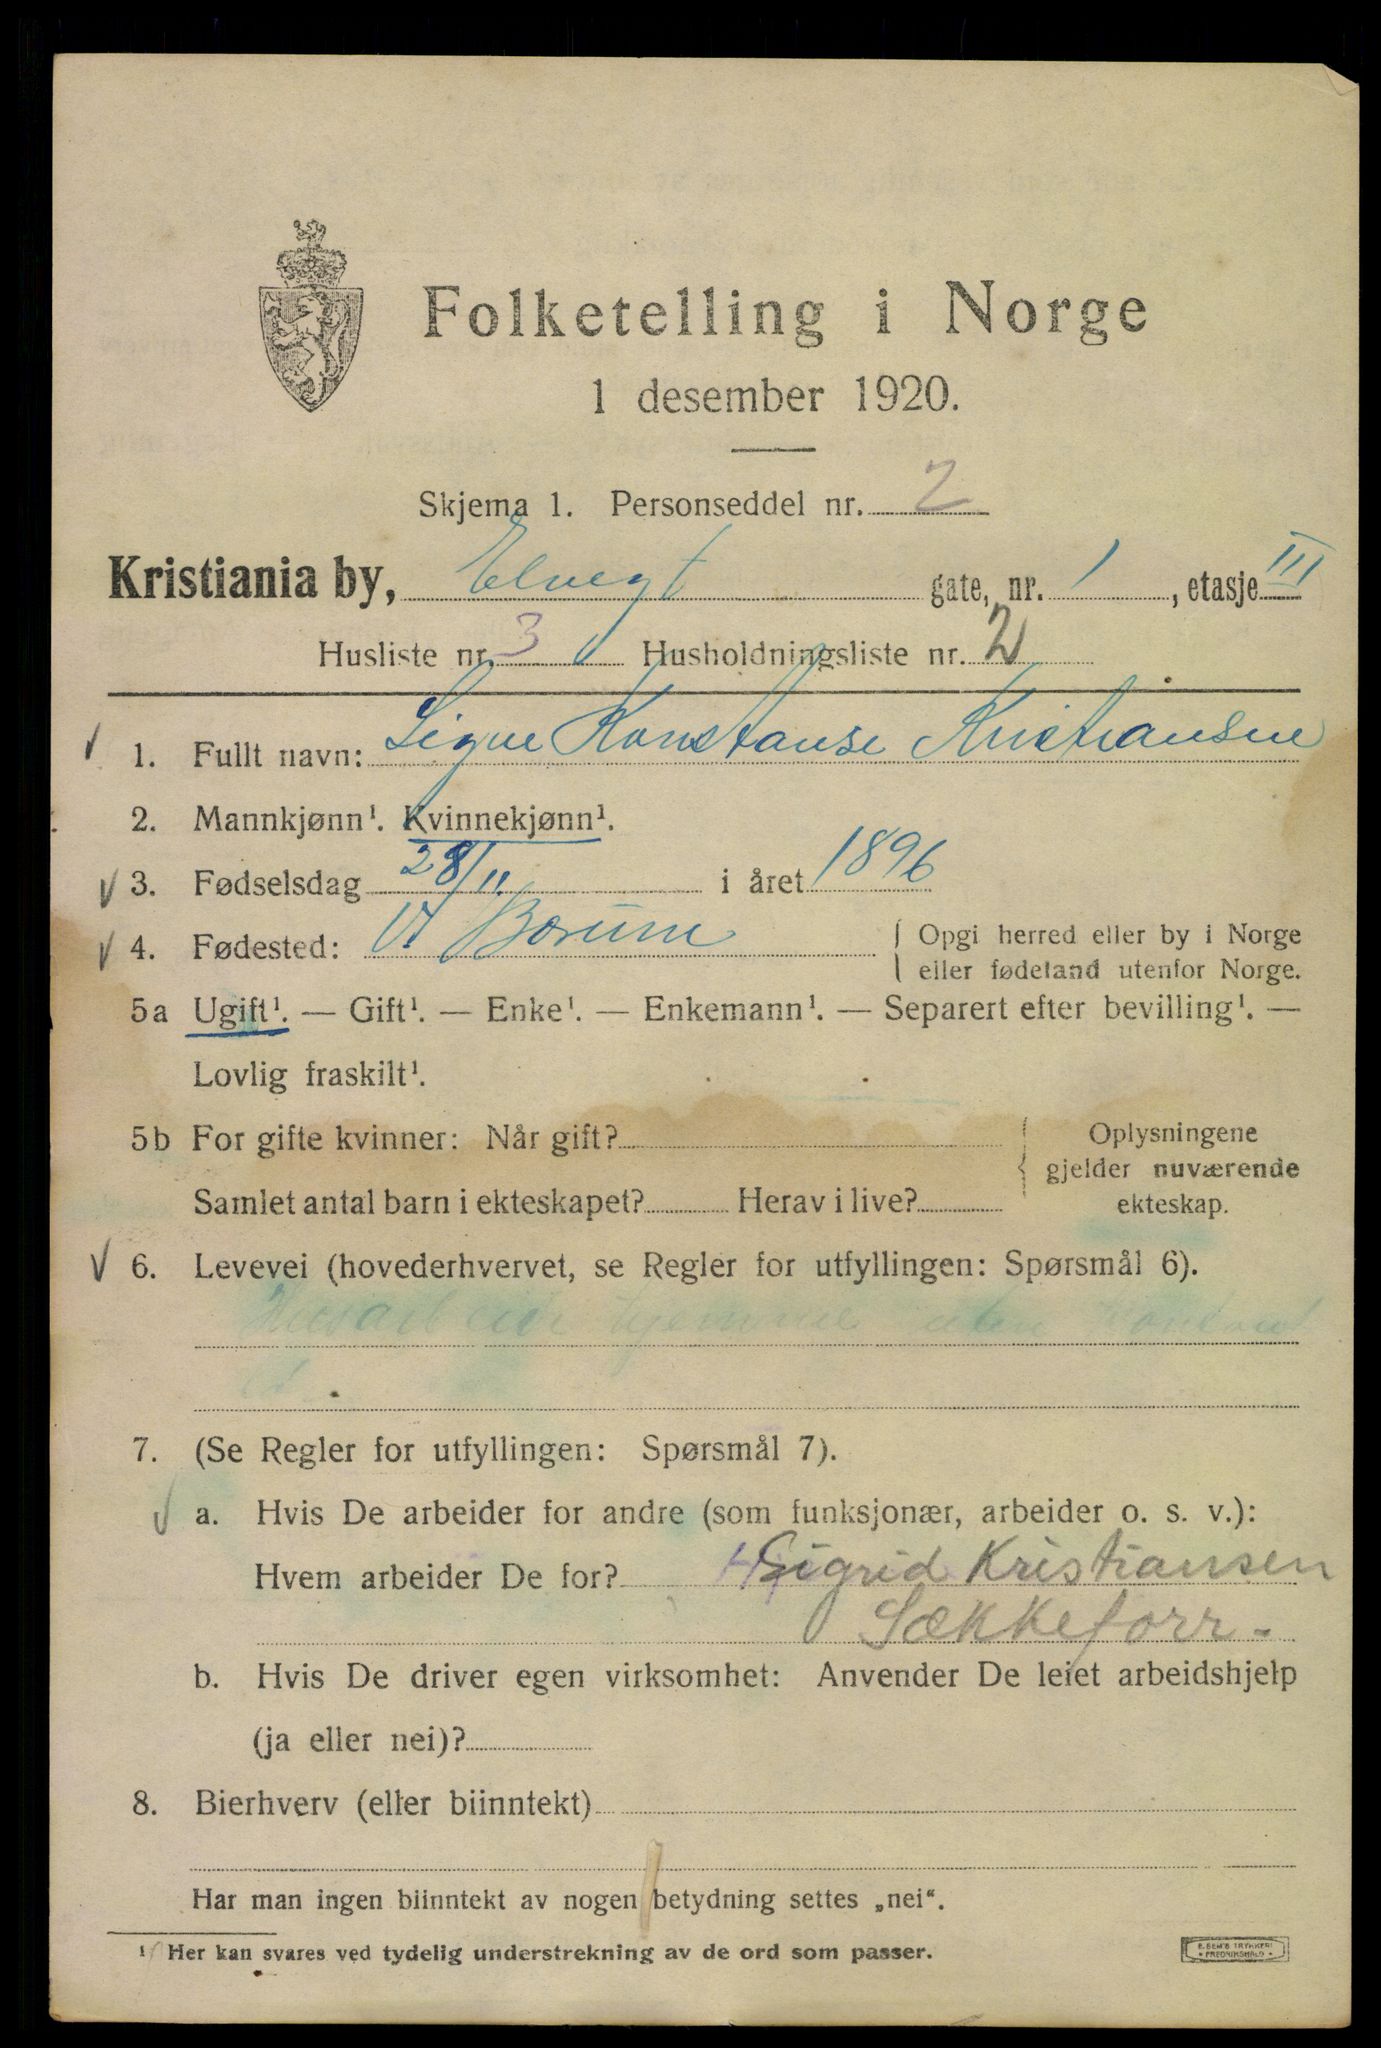 Folketelling i Norge
1 desember 1920.
Skjema 1. Personseddel nr. 2
Kristiania by, Elvegt gate, nr. 1, etasje III
Husliste nr. 3 Husholdningsliste nr. 2
1. Fullt navn: Signe Konstanse Kristiansen
2. Mannkjønn¹. Kvinnekjønn¹.
3. Fødselsdag 28/11. i året 1896
4. Fødested: V Bærum { Opgi herred eller by i Norge
eller fødeland utenfor Norge.
5a Ugift¹. — Gift¹. — Enke¹. — Enkemann¹. — Separert efter bevilling¹. —
Lovlig fraskilt¹.
5b For gifte kvinner: Når gift? { Oplysningene
gjelder nuværende
Samlet antal barn i ekteskapet? Herav i live? ekteskap.
6. Levevei (hovederhvervet, se Regler for utfyllingen: Spørsmål 6).
Husarbeide hjemme uten
7. (Se Regler for utfyllingen: Spørsmål 7).
a. Hvis De arbeider for andre (som funksjonær, arbeider o. s. v.):
Hvem arbeider De for? Sigrid Kristiansen
Sækkeforr.
b. Hvis De driver egen virksomhet: Anvender De leiet arbeidshjelp
(ja eller nei)?
8. Bierhverv (eller biinntekt)
Har man ingen biinntekt av nogen betydning settes „nei“.
¹ Her kan svares ved tydelig understrekning av de ord som passer.
E. SEM'S TRYKKERI
FREDRIKSHALD